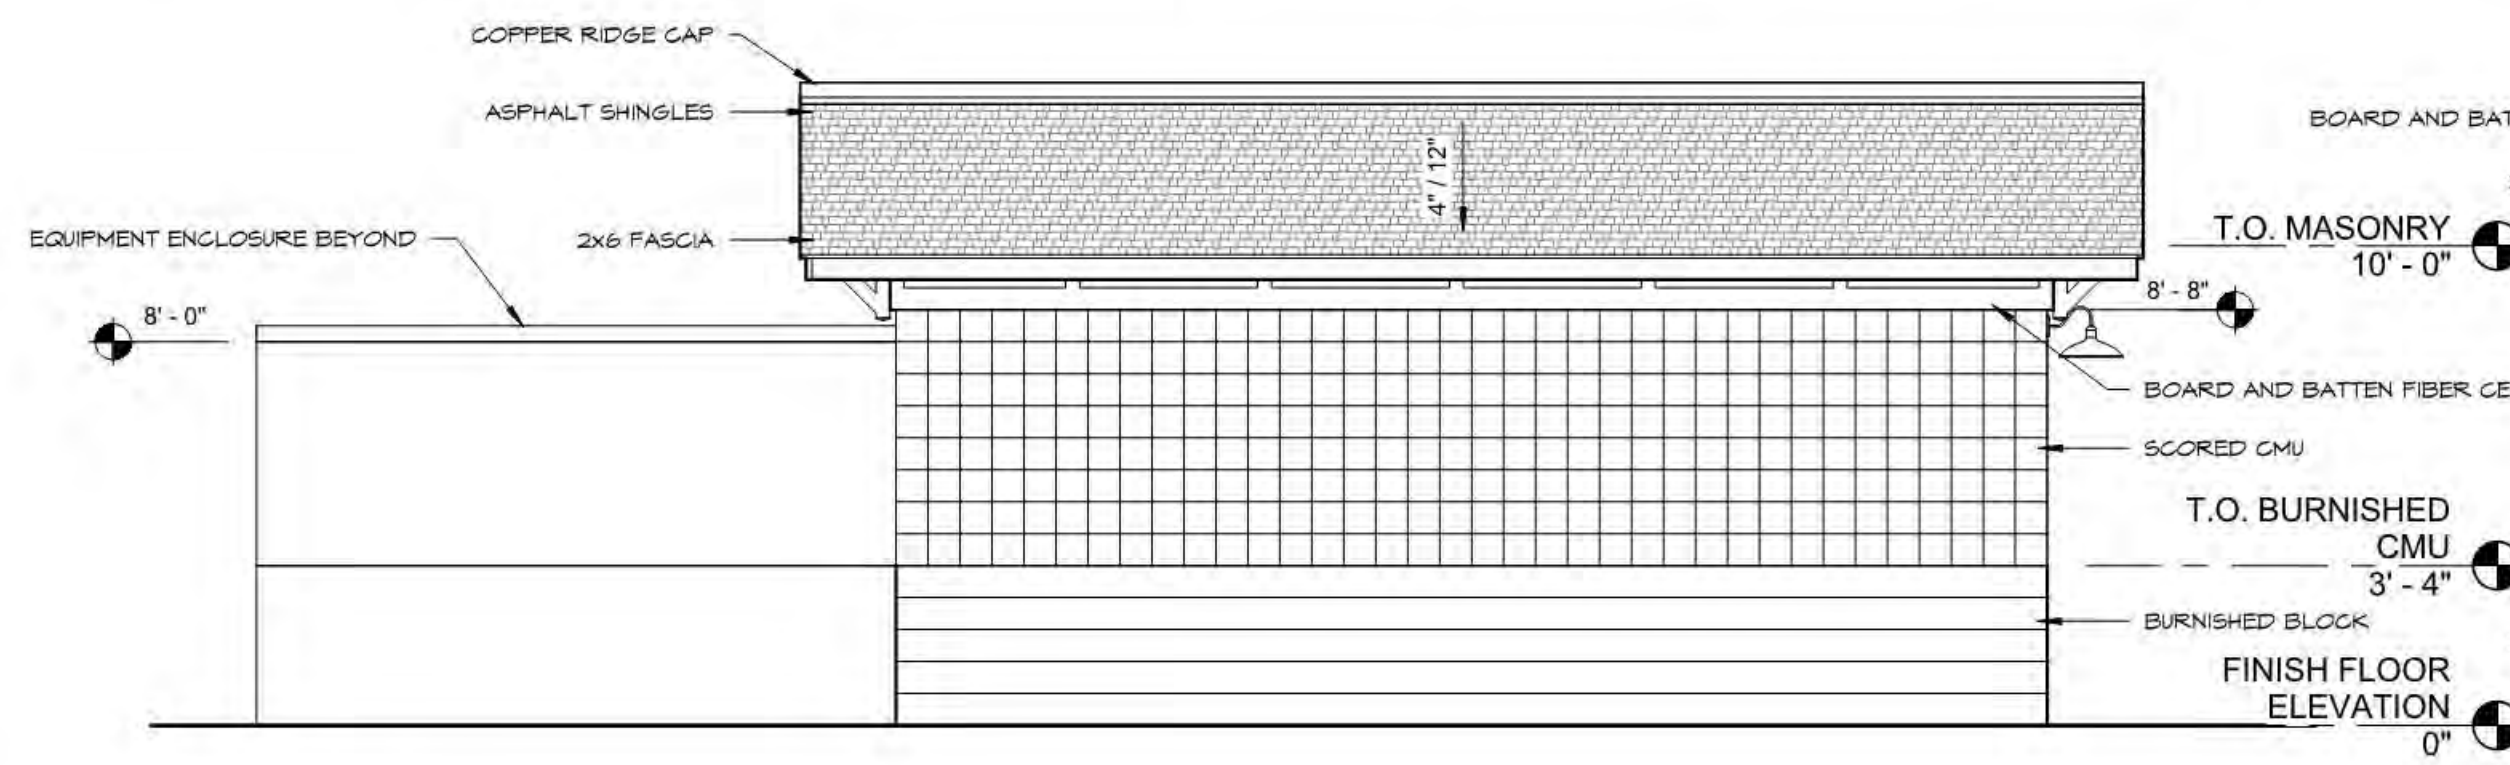 COPPER RIDGE CAP
ASPHALT SHINGLES
4" / 12"
BOARD AND BAT
EQUIPMENT ENCLOSURE BEYOND
2x6 FASCIA
T.O. MASONRY
10' - 0"
8' - 0"
8' - 8"
BOARD AND BATTEN FIBER CE
SCORED CMU
T.O. BURNISHED
CMU
3' - 4"
BURNISHED BLOCK
FINISH FLOOR
ELEVATION
0"